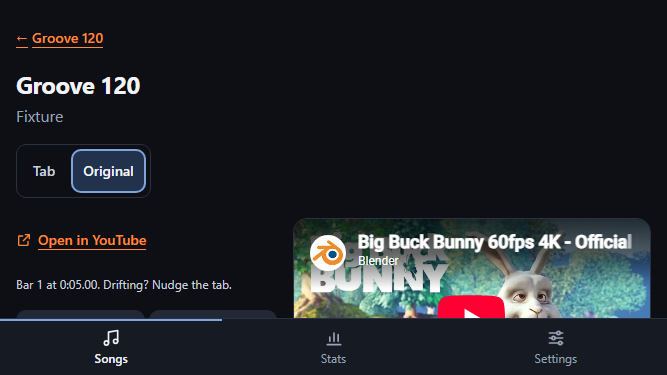 ← Groove 120
Groove 120
Fixture
Tab
Original
Open in YouTube
Big Buck Bunny 60fps 4K - Official
Blender
BUNNY
Bar 1 at 0:05.00. Drifting? Nudge the tab.
Songs
Stats
Settings